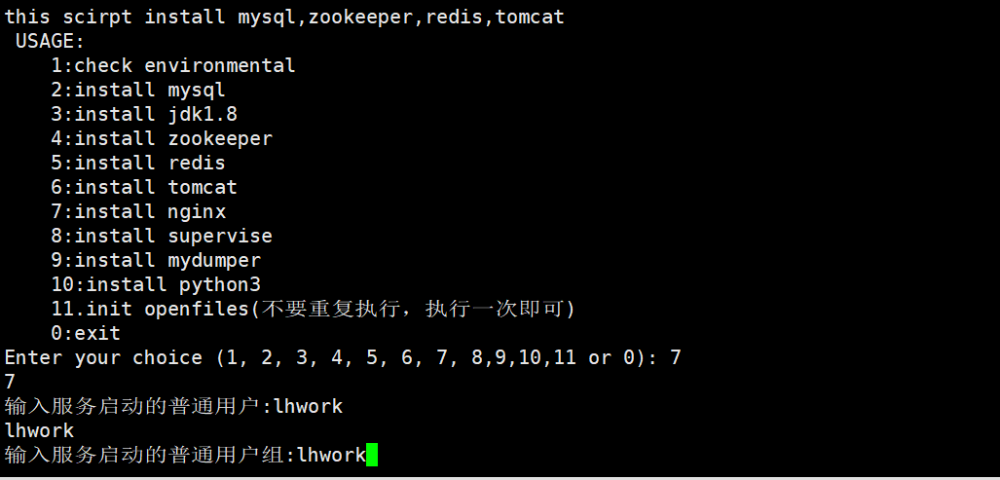 this scirpt install mysql,zookeeper,redis,tomcat
USAGE:
1:check environmental
2:install mysql
3:install jdk1.8
4:install zookeeper
5:install redis
6:install tomcat
7:install nginx
8:install supervise
9:install mydumper
10:install python3
11.init openfiles(不要重复执行，执行一次即可)
0:exit
Enter your choice (1, 2, 3, 4, 5, 6, 7, 8,9,10,11 or 0): 7
7
输入服务启动的普通用户:lhwork
lhwork
输入服务启动的普通用户组:lhwork